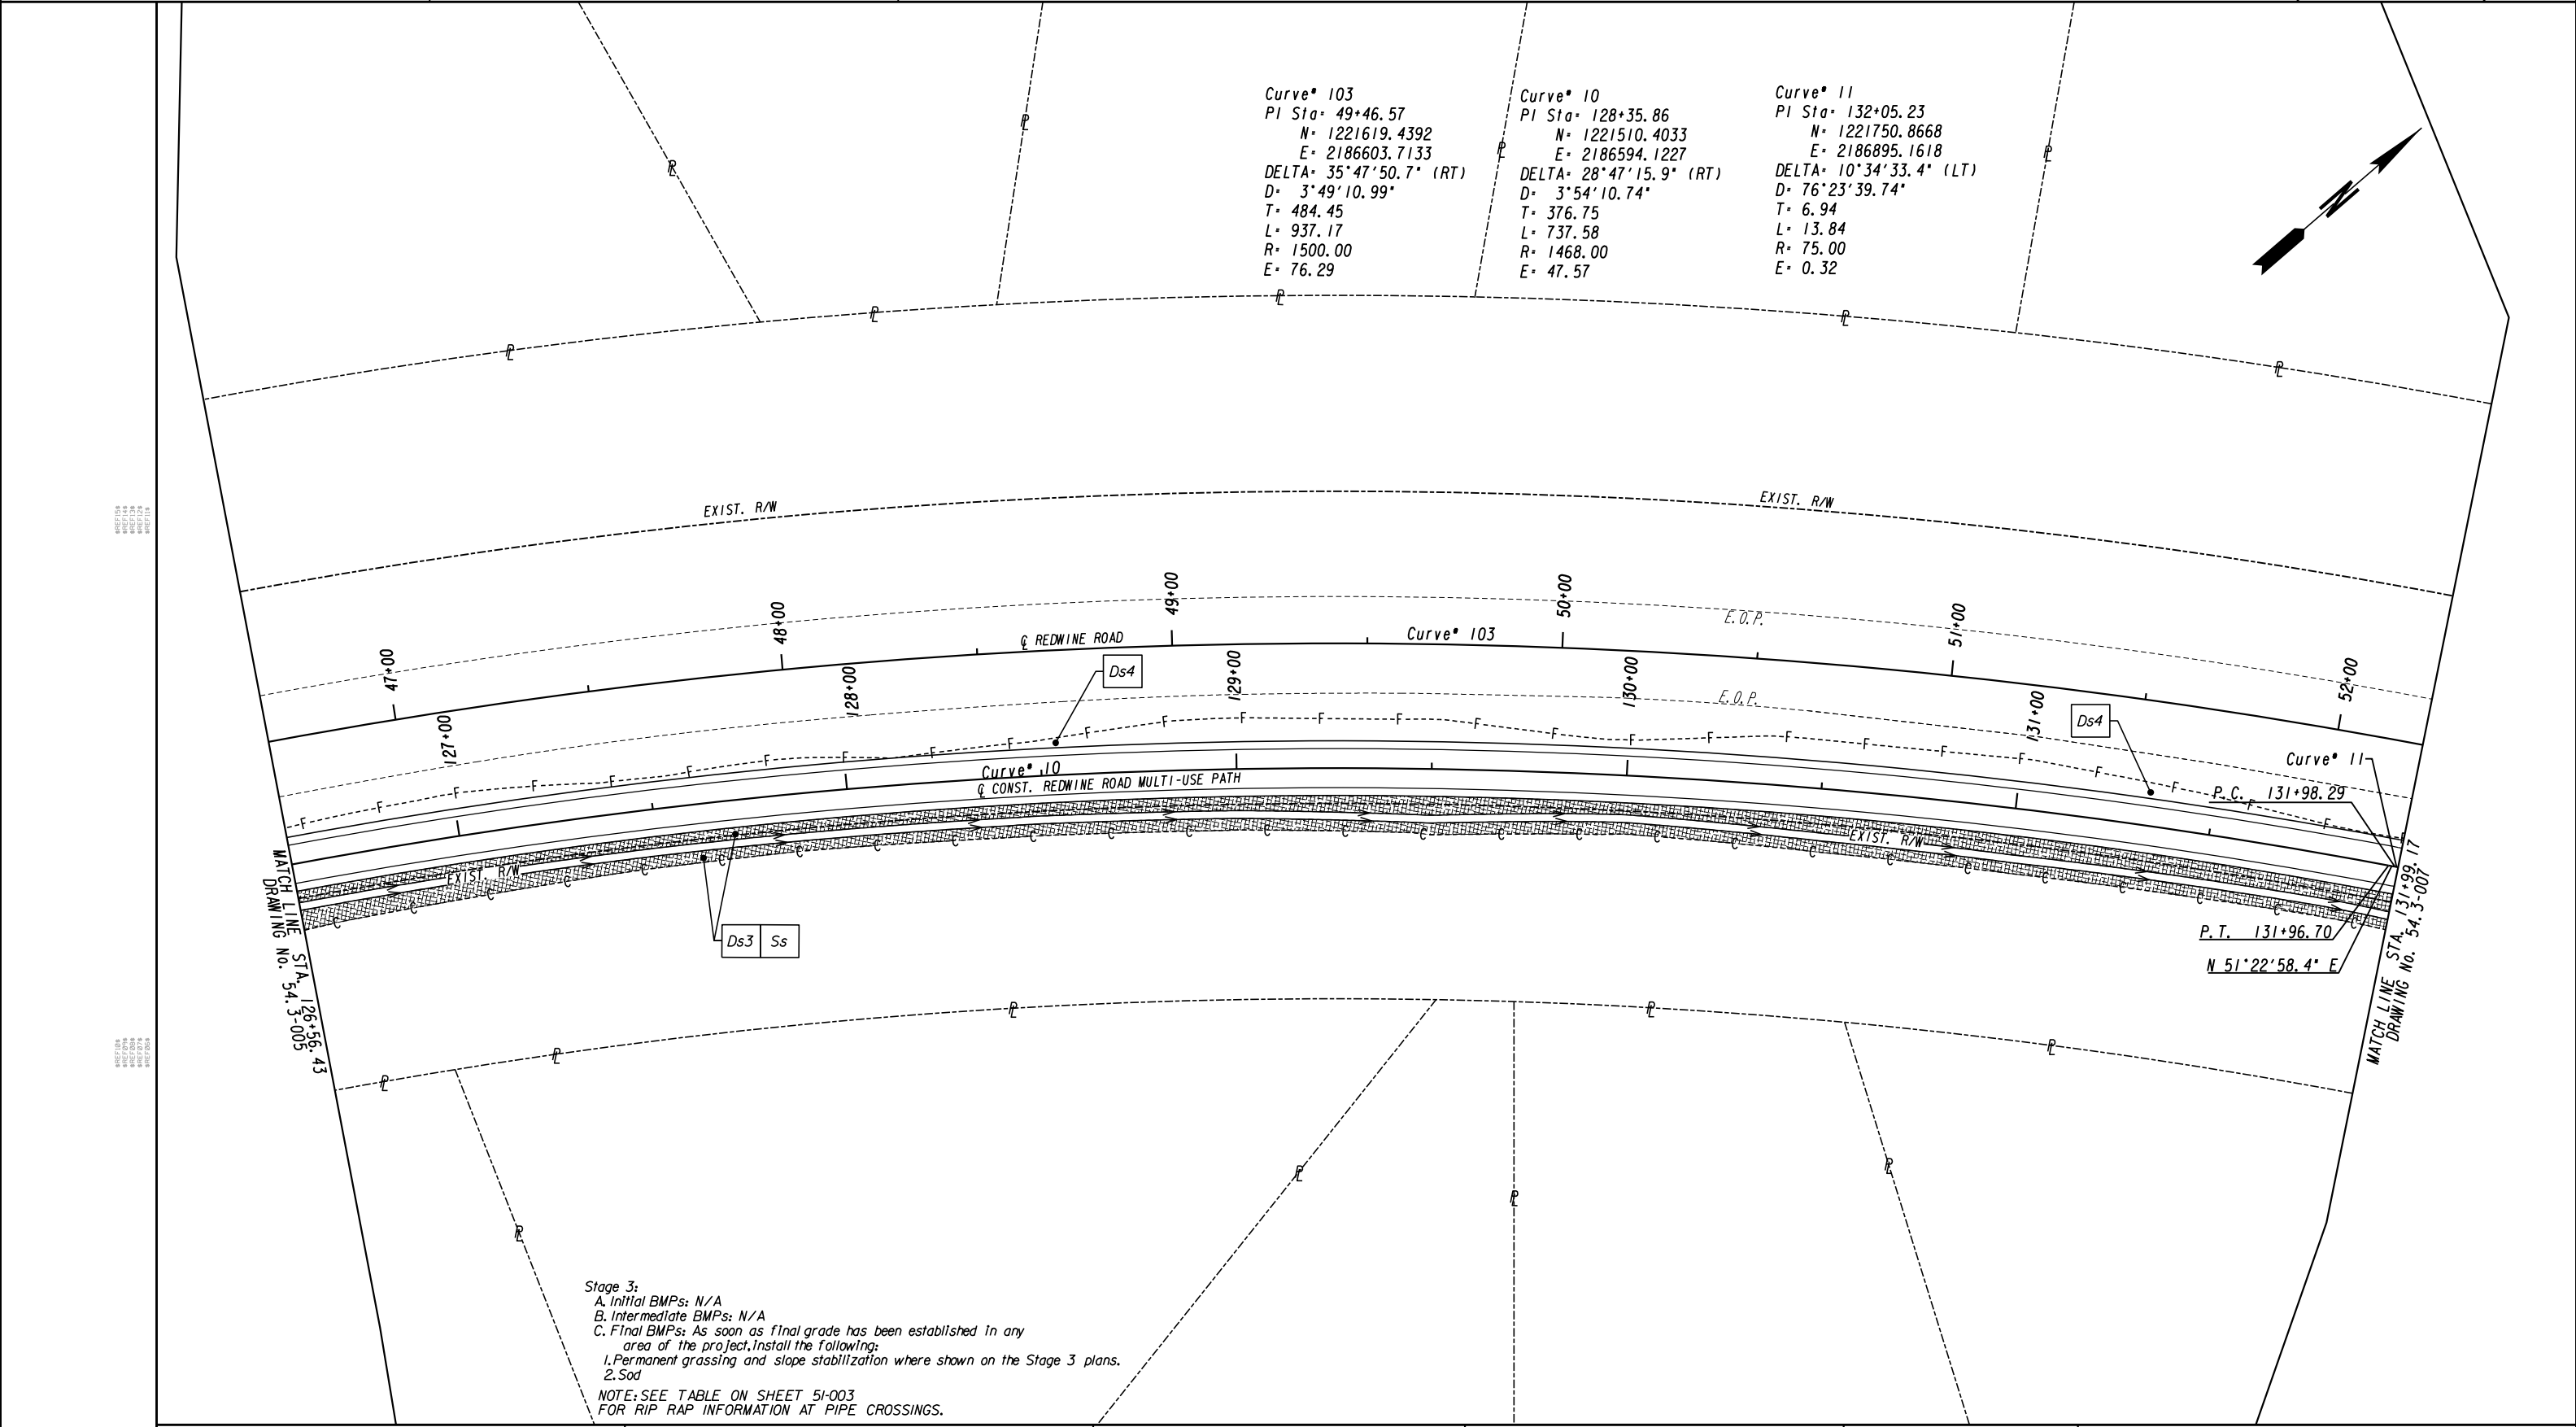 Curve# 103
PI Sta= 49+46.57
N= 1221619.4392
E= 2186603.7133
DELTA= 35°47'50.7" (RT)
D= 3°49'10.99"
T= 484.45
L= 937.17
R= 1500.00
E= 76.29
Curve# 10
PI Sta= 128+35.86
N= 1221510.4033
E= 2186594.1227
DELTA= 28°47'15.9" (RT)
D= 3°54'10.74"
T= 376.75
L= 737.58
R= 1468.00
E= 47.57
Curve# 11
PI Sta= 132+05.23
N= 1221750.8668
E= 2186895.1618
DELTA= 10°34'33.4" (LT)
D= 76°23'39.74"
T= 6.94
L= 13.84
R= 75.00
E= 0.32
N
EXIST. R/W
EXIST. R/W
47+00
48+00
49+00
50+00
51+00
52+00
℄ REDWINE ROAD
Curve# 103
E.O.P.
E.O.P.
127+00
128+00
129+00
130+00
131+00
Ds4
Ds4
Curve# 10
℄ CONST. REDWINE ROAD MULTI-USE PATH
Curve# 11
P.C. 131+98.29
EXIST. R/W
EXIST. R/W
Ds3 Ss
P.T. 131+96.70
N 51°22'58.4" E
MATCH LINE STA. 126+56.43
DRAWING No. 54.3-005
MATCH LINE STA. 131+99.17
DRAWING No. 54.3-007
Stage 3:
A. Initial BMPs: N/A
B. Intermediate BMPs: N/A
C. Final BMPs: As soon as final grade has been established in any
area of the project, install the following:
1. Permanent grassing and slope stabilization where shown on the Stage 3 plans.
2. Sod
NOTE: SEE TABLE ON SHEET 51-003
FOR RIP RAP INFORMATION AT PIPE CROSSINGS.